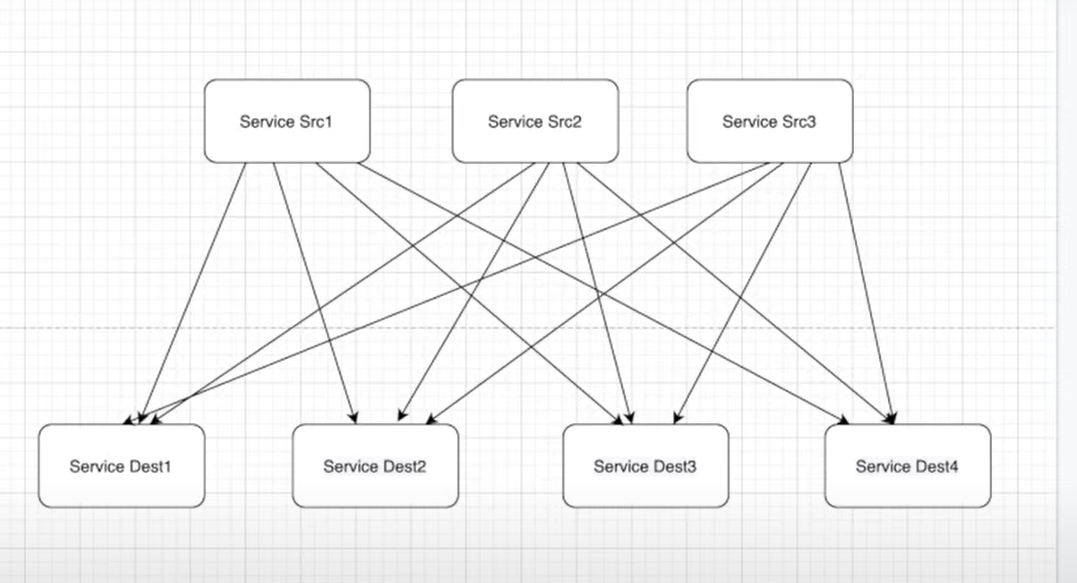 Service Src1
Service Src2
Service Src3
Service Dest1
Service Dest2
Service Dest3
Service Dest4